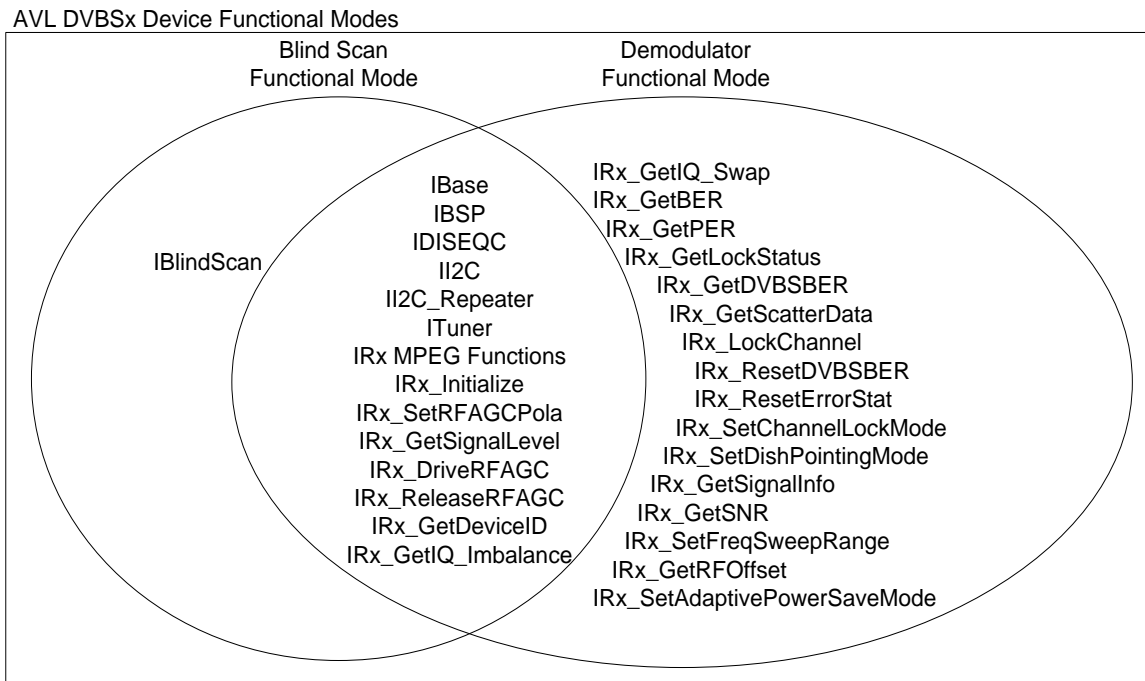 AVL DVBSx Device Functional Modes
Blind Scan
Functional Mode
Demodulator
Functional Mode
IBlindScan
IBase
IBSP
IDISEQC
II2C
II2C_Repeater
ITuner
IRx MPEG Functions
IRx_Initialize
IRx_SetRFAGCPola
IRx_GetSignalLevel
IRx_DriveRFAGC
IRx_ReleaseRFAGC
IRx_GetDeviceID
IRx_GetIQ_Imbalance
IRx_GetIQ_Swap
IRx_GetBER
IRx_GetPER
IRx_GetLockStatus
IRx_GetDVBSBER
IRx_GetScatterData
IRx_LockChannel
IRx_ResetDVBSBER
IRx_ResetErrorStat
IRx_SetChannelLockMode
IRx_SetDishPointingMode
IRx_GetSignalInfo
IRx_GetSNR
IRx_SetFreqSweepRange
IRx_GetRFOffset
IRx_SetAdaptivePowerSaveMode